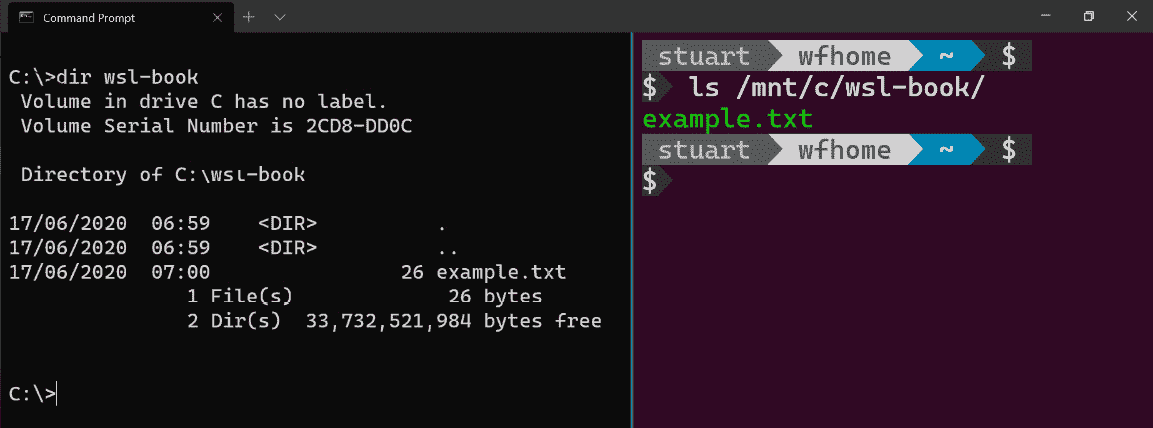 Command Prompt
C:\>dir wsl-book
Volume in drive C has no label.
Volume Serial Number is 2CD8-DD0C
Directory of C:\wsl-book
17/06/2020  06:59    <DIR>          .
17/06/2020  06:59    <DIR>          ..
17/06/2020  07:00                26 example.txt
1 File(s)             26 bytes
2 Dir(s)  33,732,521,984 bytes free
C:\>
stuart wfhome ~ $
$ ls /mnt/c/wsl-book/
example.txt
stuart wfhome ~ $
$